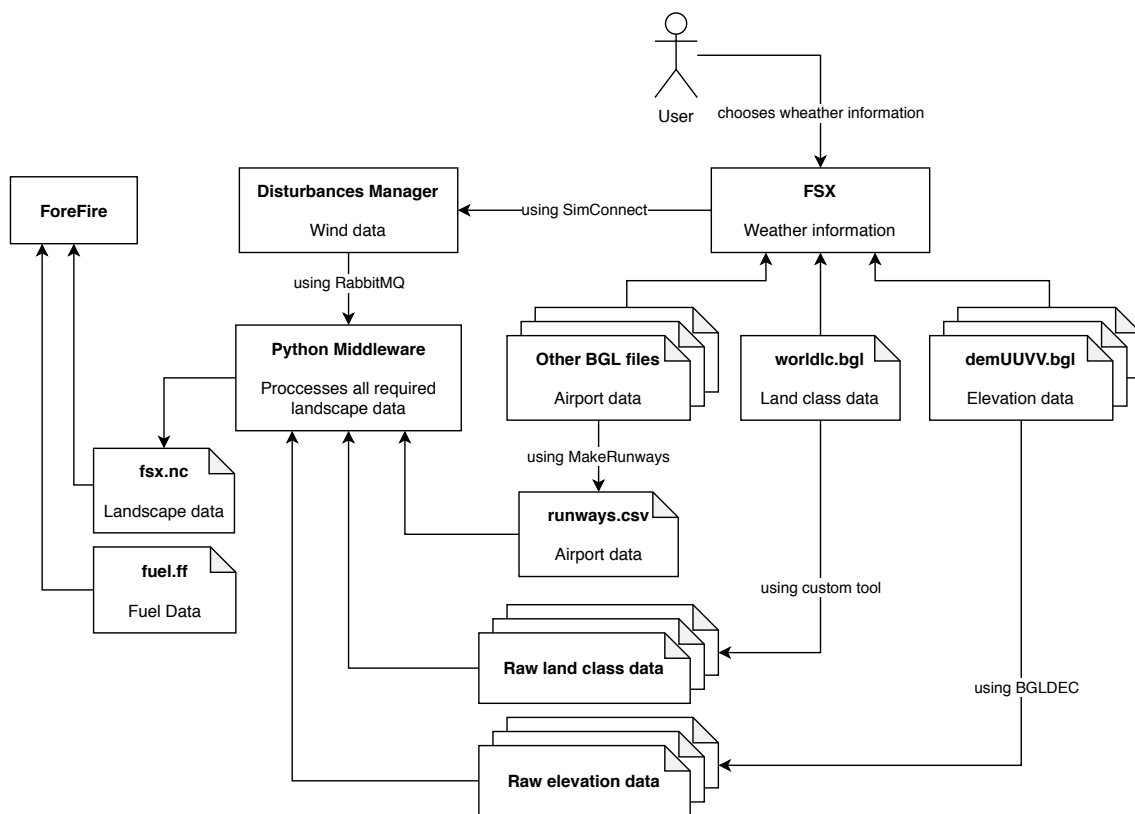 User
chooses wheather information
ForeFire
Disturbances Manager
Wind data
using SimConnect
FSX
Weather information
using RabbitMQ
Python Middleware
Proccesses all required
landscape data
Other BGL files
Airport data
worldlc.bgl
Land class data
demUUVV.bgl
Elevation data
using MakeRunways
fsx.nc
Landscape data
runways.csv
Airport data
fuel.ff
Fuel Data
using custom tool
Raw land class data
using BGLDEC
Raw elevation data